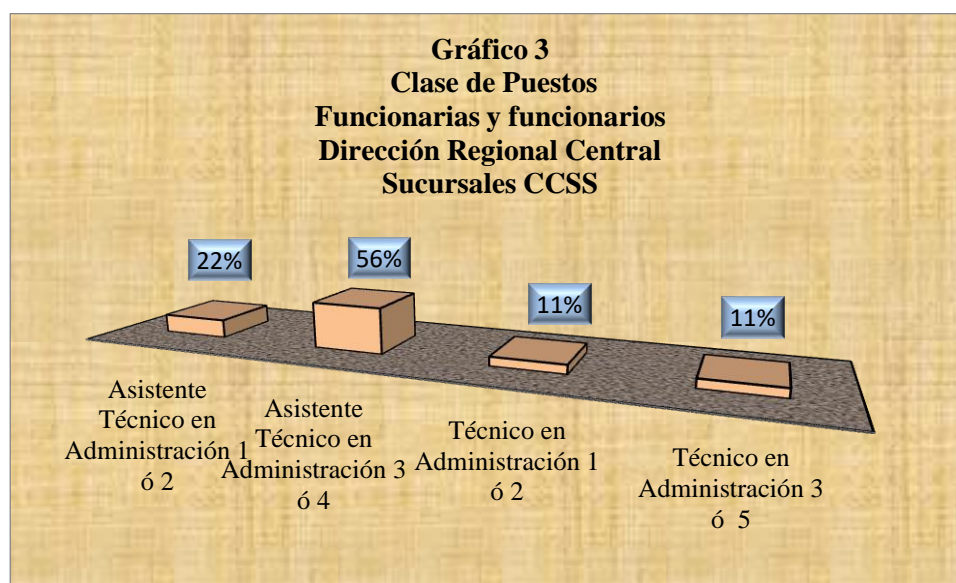 Gráfico 3
Clase de Puestos
Funcionarias y funcionarios
Dirección Regional Central
Sucursales CCSS
22%
56%
11%
11%
Asistente
Técnico en
Administración 1
ó 2
Asistente
Técnico en
Administración 3
ó 4
Técnico en
Administración 1
ó 2
Técnico en
Administración 3
ó 5